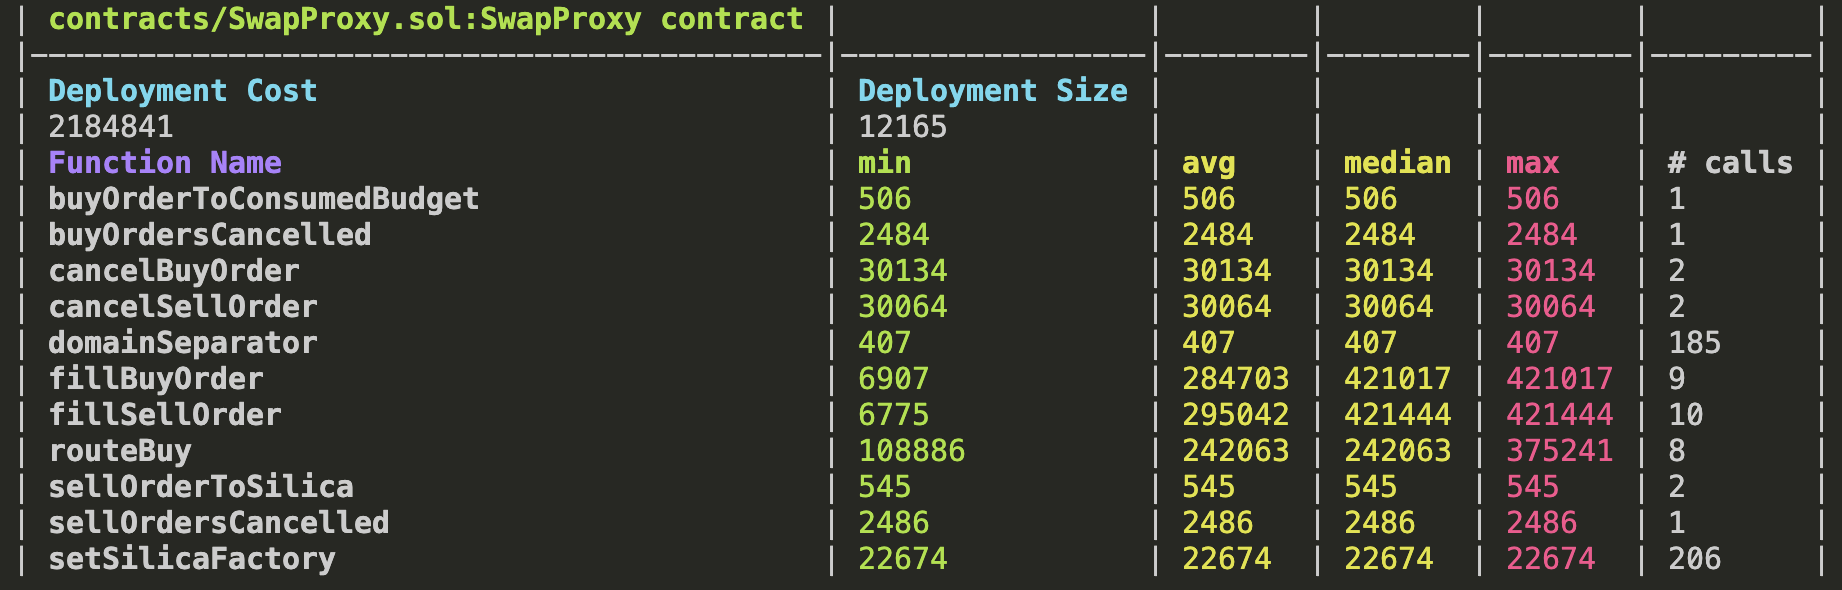 contracts/SwapProxy.sol:SwapProxy contract
Deployment Cost Deployment Size
2184841 12165
Function Name min avg median max # calls
buyOrderToConsumedBudget 506 506 506 506 1
buyOrdersCancelled 2484 2484 2484 2484 1
cancelBuyOrder 30134 30134 30134 30134 2
cancelSellOrder 30064 30064 30064 30064 2
domainSeparator 407 407 407 407 185
fillBuyOrder 6907 284703 421017 421017 9
fillSellOrder 6775 295042 421444 421444 10
routeBuy 108886 242063 242063 375241 8
sellOrderToSilica 545 545 545 545 2
sellOrdersCancelled 2486 2486 2486 2486 1
setSilicaFactory 22674 22674 22674 22674 206